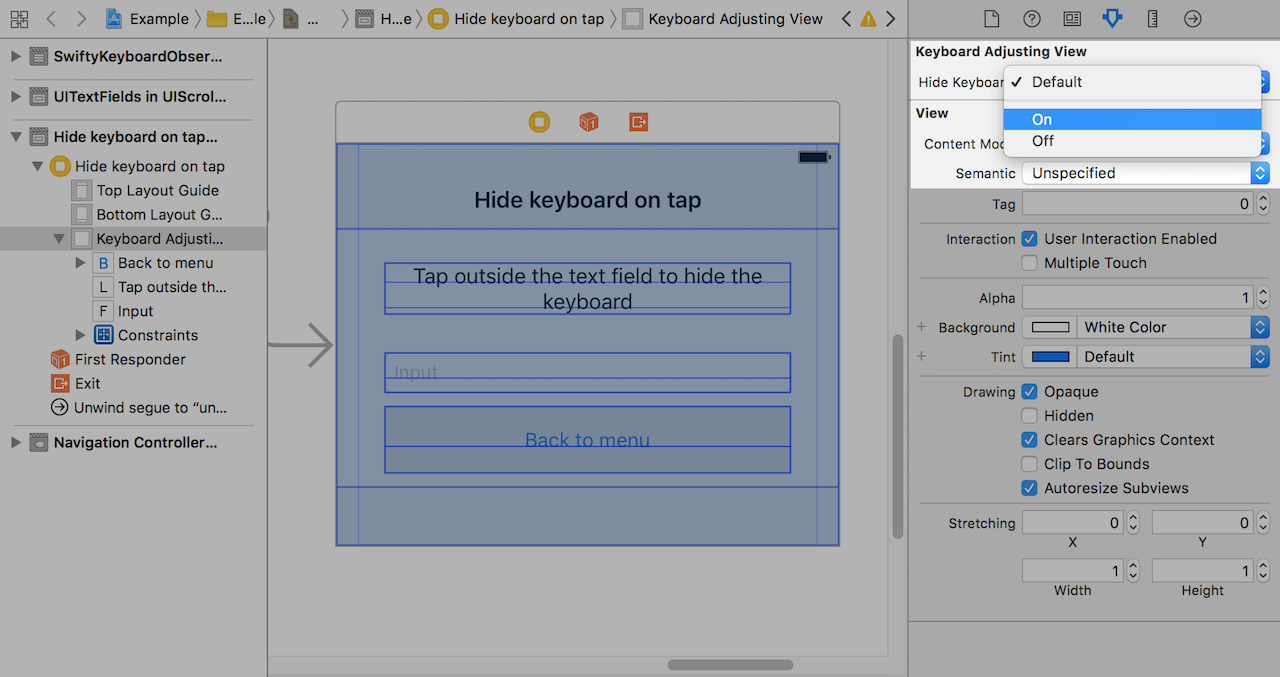 Example
E...le
...
H...e
Hide keyboard on tap
Keyboard Adjusting View
SwiftyKeyboardObser...
UITextFields in UIScrol...
Hide keyboard on tap...
Hide keyboard on tap
Top Layout Guide
Bottom Layout G...
Keyboard Adjusti...
B Back to menu
L Tap outside th...
F Input
Constraints
First Responder
Exit
Unwind segue to “un...
Navigation Controller...
Hide keyboard on tap
Tap outside the text field to hide the
keyboard
Input
Back to menu
Keyboard Adjusting View
Hide Keyboar
✓ Default
On
Off
View
Content Mod
Semantic Unspecified
Tag 0
Interaction User Interaction Enabled
Multiple Touch
Alpha 1
+ Background White Color
+ Tint Default
Drawing Opaque
Hidden
Clears Graphics Context
Clip To Bounds
Autoresize Subviews
Stretching 0 0
X Y
1 1
Width Height